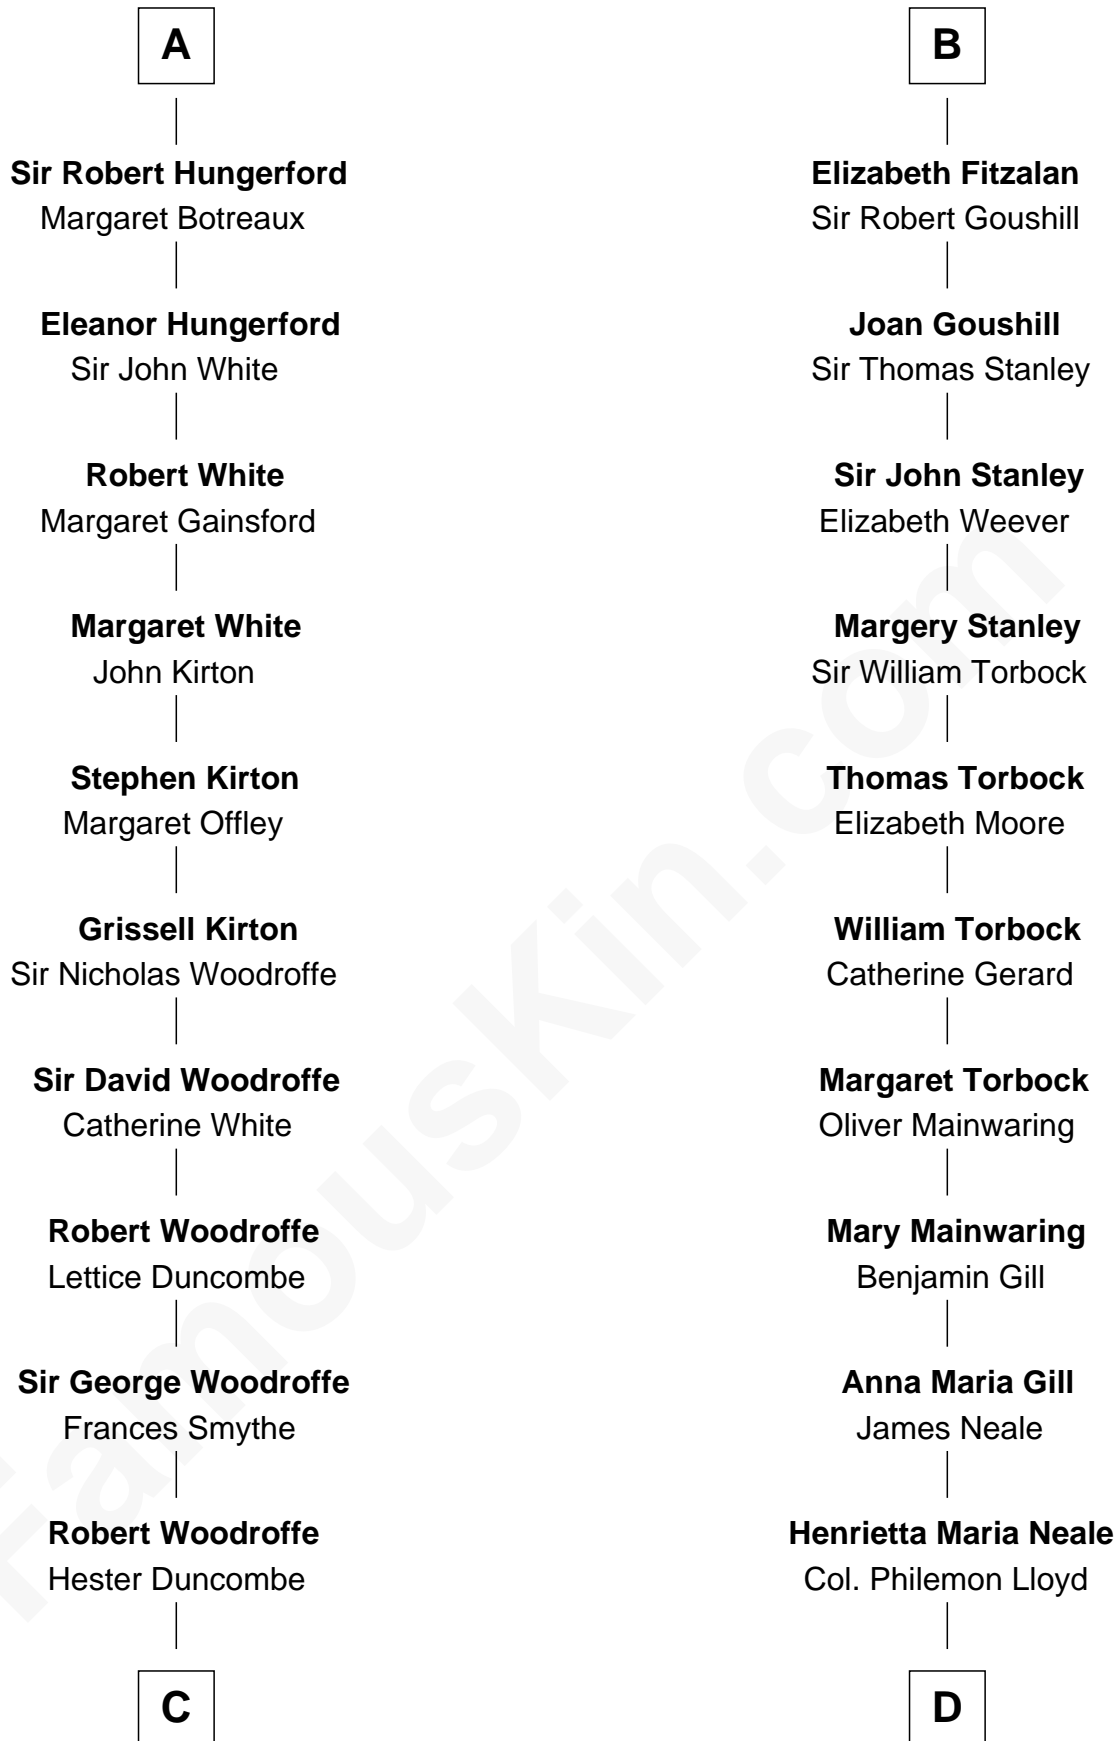 A
Sir Robert Hungerford
Margaret Botreaux
Eleanor Hungerford
Sir John White
Robert White
Margaret Gainsford
Margaret White
John Kirton
Stephen Kirton
Margaret Offley
Grissell Kirton
Sir Nicholas Woodroffe
Sir David Woodroffe
Catherine White
Robert Woodroffe
Lettice Duncombe
Sir George Woodroffe
Frances Smythe
Robert Woodroffe
Hester Duncombe
C
B
Elizabeth Fitzalan
Sir Robert Goushill
Joan Goushill
Sir Thomas Stanley
Sir John Stanley
Elizabeth Weever
Margery Stanley
Sir William Torbock
Thomas Torbock
Elizabeth Moore
William Torbock
Catherine Gerard
Margaret Torbock
Oliver Mainwaring
Mary Mainwaring
Benjamin Gill
Anna Maria Gill
James Neale
Henrietta Maria Neale
Col. Philemon Lloyd
D
FamousKin.com